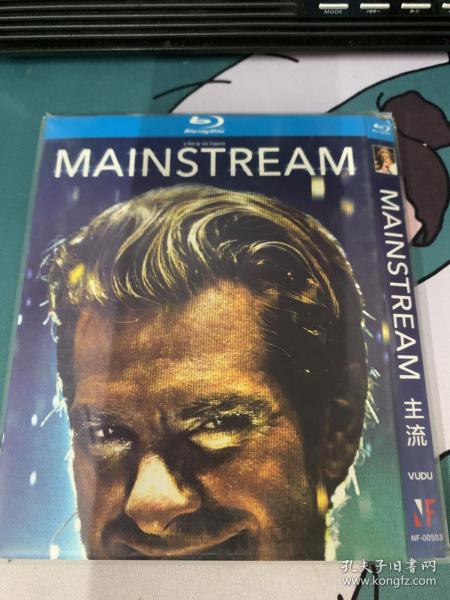 MODE
Blu-ray Disc
a film by Gia Coppola
MAINSTREAM
MAINSTREAM
主流
VUDU
NF
NF-00553
孔夫子旧书网
www.kongfz.com